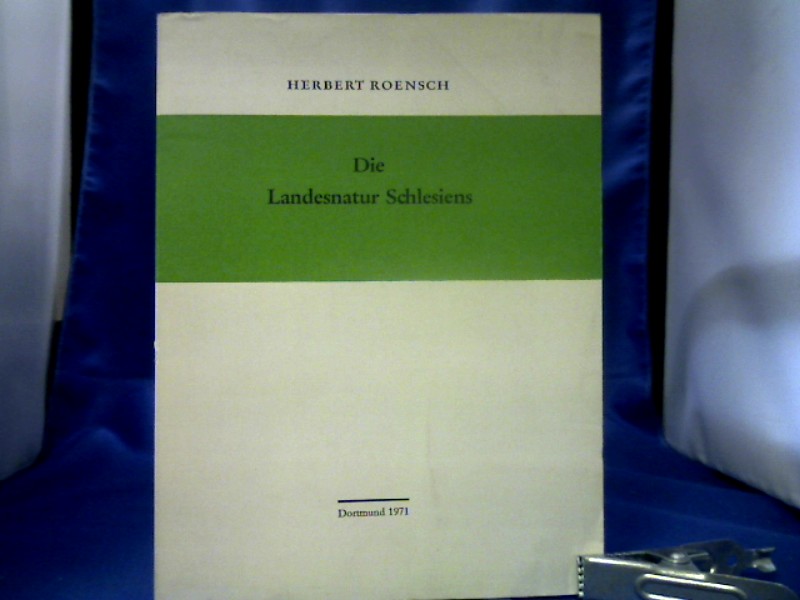 HERBERT ROENSCH
Die
Landesnatur Schlesiens
Dortmund 1971